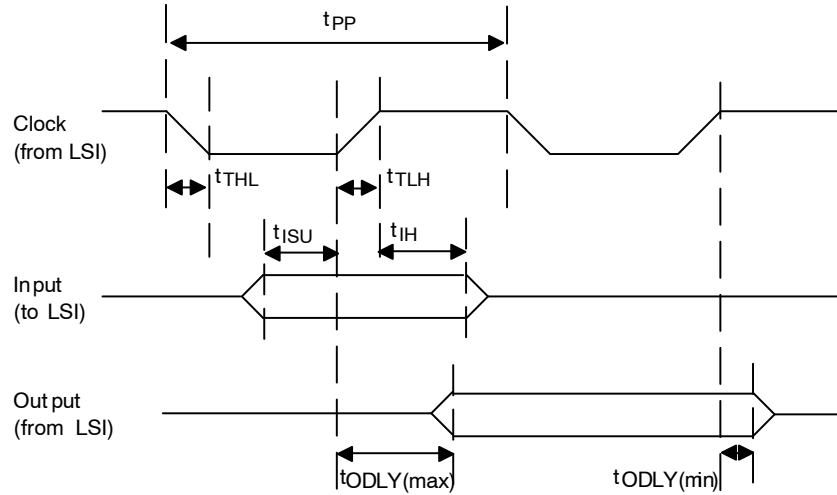 tPP
Clock
(from LSI)
tTHL
tTLH
tISU
tIH
Input
(to LSI)
Output
(from LSI)
tODLY(max)
tODLY(min)